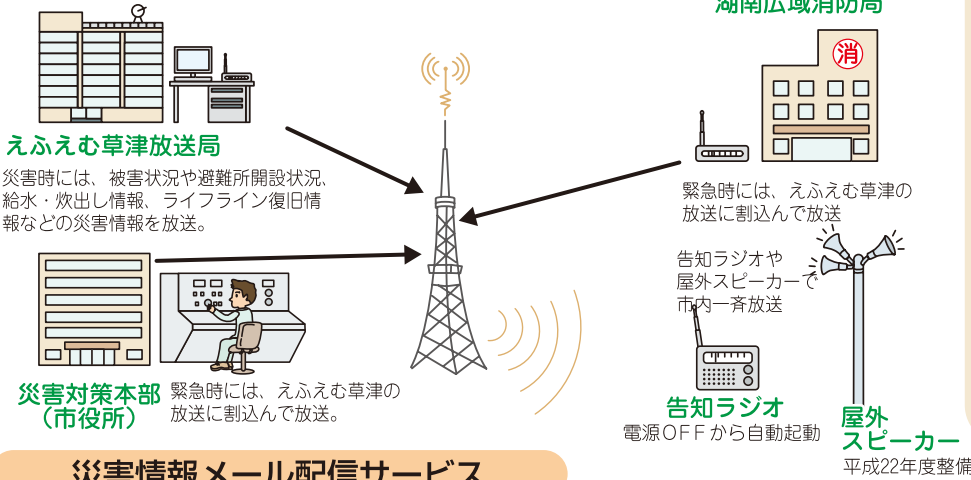 湖南広域消防局
消
えふえむ草津放送局
災害時には、被害状況や避難所開設状況、
給水・炊出し情報、ライフライン復旧情
報などの災害情報を放送。
緊急時には、えふえむ草津の
放送に割込んで放送
告知ラジオや
屋外スピーカーで
市内一斉放送
災害対策本部
（市役所）
緊急時には、えふえむ草津の
放送に割込んで放送。
告知ラジオ
電源OFFから自動起動
屋外
スピーカー
平成22年度整備
災害情報メール配信サービス